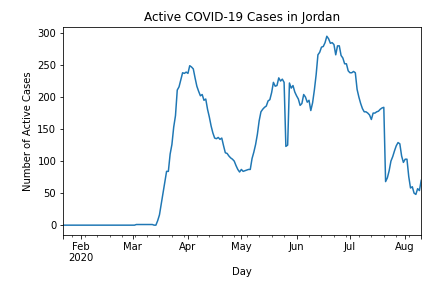 Active COVID-19 Cases in Jordan
Number of Active Cases
300
250
200
150
100
50
0
Feb Mar Apr May Jun Jul Aug
2020
Day